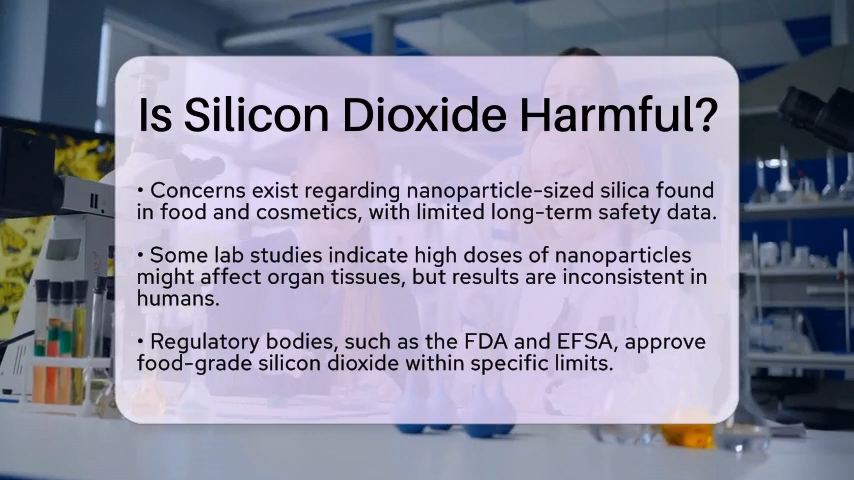 Is Silicon Dioxide Harmful?
• Concerns exist regarding nanoparticle-sized silica found
in food and cosmetics, with limited long-term safety data.
• Some lab studies indicate high doses of nanoparticles
might affect organ tissues, but results are inconsistent in
humans.
• Regulatory bodies, such as the FDA and EFSA, approve
food-grade silicon dioxide within specific limits.